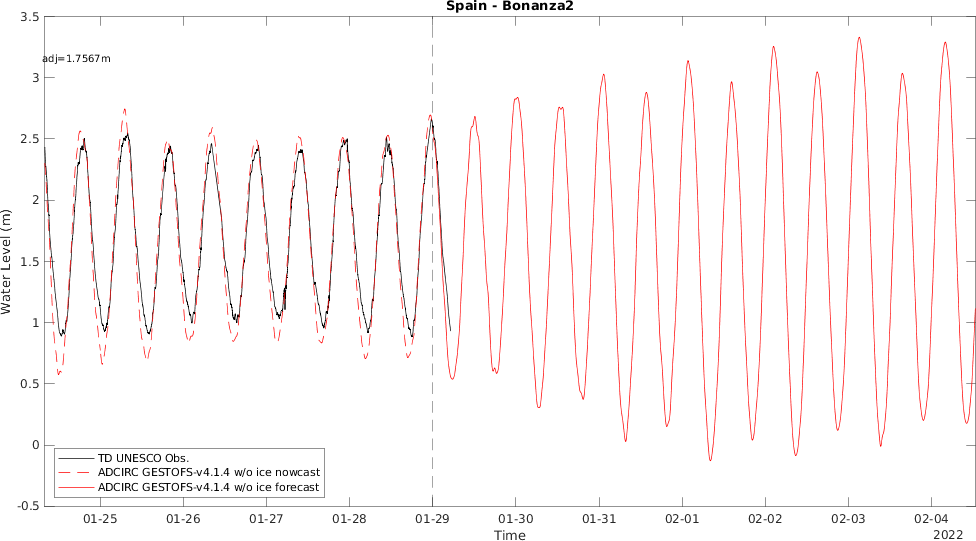 Spain - Bonanza2
3.5
adj=1.7567m
3
2.5
2
1.5
1
0.5
0
-0.5
Water Level (m)
TD UNESCO Obs.
ADCIRC GESTOFS-v4.1.4 w/o ice nowcast
ADCIRC GESTOFS-v4.1.4 w/o ice forecast
01-25 01-26 01-27 01-28 01-29 01-30 01-31 02-01 02-02 02-03 02-04
Time
2022